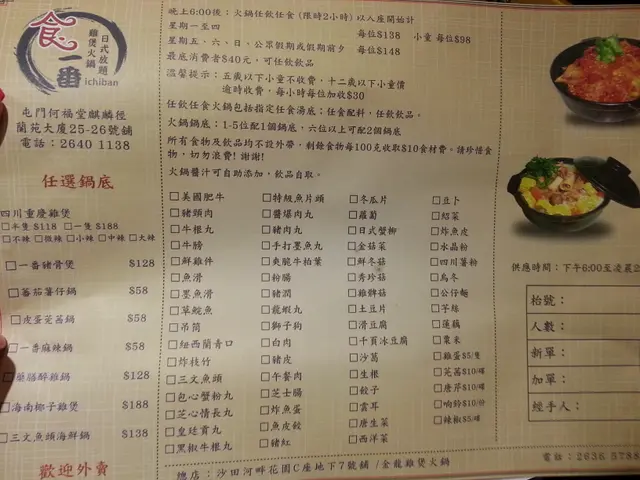 食一番
日式放題
雞煲火鍋
ichiban
屯門何福堂麒麟徑
蘭苑大廈25-26號舖
電話：2640 1138
任選鍋底
四川重慶雞煲
□半隻 $118 □一隻 $188
□不辣 □微辣 □小辣 □中辣 □大辣
□一番豬骨煲 $128
□蕃茄薯仔鍋 $58
□皮蛋芫茜鍋 $58
□一番麻辣鍋 $58
□藥膳醉雞鍋 $128
□海南椰子雞煲 $188
□三文魚頭海鮮鍋 $138
歡迎外賣
晚上6:00後：火鍋任飲任食 (限時2小時) 以入座開始計
星期一至四 每位$138 小童 每位$98
星期五、六、日、公眾假期或假期前夕 每位$148
最底消費者$40元，可任飲飲品
溫馨提示：五歲以下小童不收費，十二歲以下小童價
逾時收費，每小時每位加收$30
任飲任食火鍋包括指定任食湯底；任食配料，任飲飲品。
火鍋鍋底：1-5位配1個鍋底，六位以上可配2個鍋底
所有食物及飲品均不設外帶，剩餘食物每100克收取$10食材費。請珍惜食
物，切勿浪費! 謝謝!
火鍋醬汁可自助添加，飲品自取。
□美國肥牛 □特級魚片頭 □冬瓜片 □豆卜
□豬頸肉 □醬爆肉丸 □蘿蔔 □紹菜
□牛根丸 □豬肉丸 □日式蟹柳 □炸魚皮
□牛膀 □手打墨魚丸 □金菇菜 □水晶粉
□鮮雞件 □爽脆牛柏葉 □鮮冬菇 □四川薯粉
□魚滑 □粉腸 □秀珍菇 □烏冬
□墨魚滑 □豬潤 □雞髀菇 □公仔麵
□草鯇魚 □龍蝦丸 □土豆片 □芋絲
□吊筒 □獅子狗 □滑豆腐 □蓮藕
□紐西蘭青口 □白肉 □千頁冰豆腐 □粟米
□炸枝竹 □豬皮 □沙葛 □雞蛋$5/隻
□三文魚頭 □午餐肉 □生根 □芫茜$10/碟
□包心蟹粉丸 □芝士腸 □餃子 □唐芹$10/碟
□芝心情長丸 □炸魚蛋 □雲耳 □响鈴$10/份
□皇廷貢丸 □魚皮餃 □唐生菜 □辣椒$5/碟
□黑椒牛根丸 □豬紅 □西洋菜
總店：沙田河畔花園C座地下7號舖 /金龍雞煲火鍋
供應時間：下午6:00至凌晨2
枱號：
人數：
新單：
加單：
經手人：
電話：2636 5788